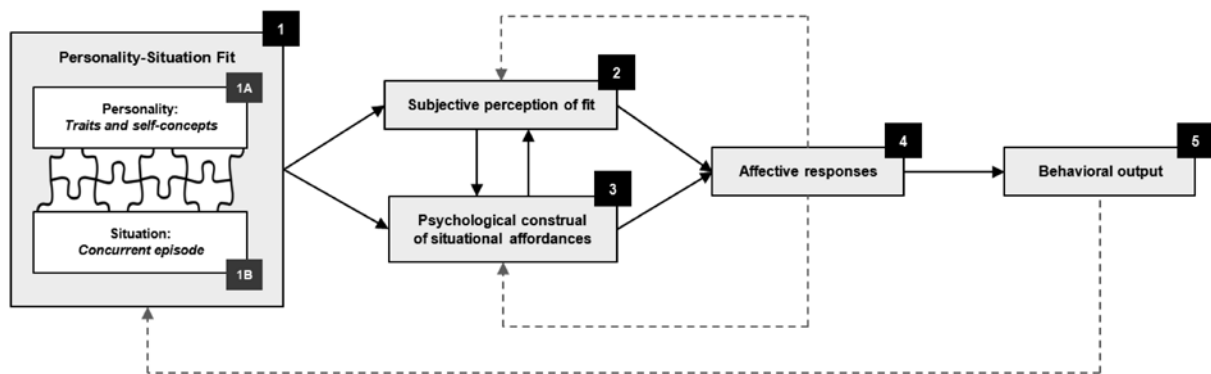 1
Personality-Situation Fit
1A
Personality:
Traits and self-concepts
Situation:
Concurrent episode
1B
2
Subjective perception of fit
3
Psychological construal
of situational affordances
4
Affective responses
5
Behavioral output